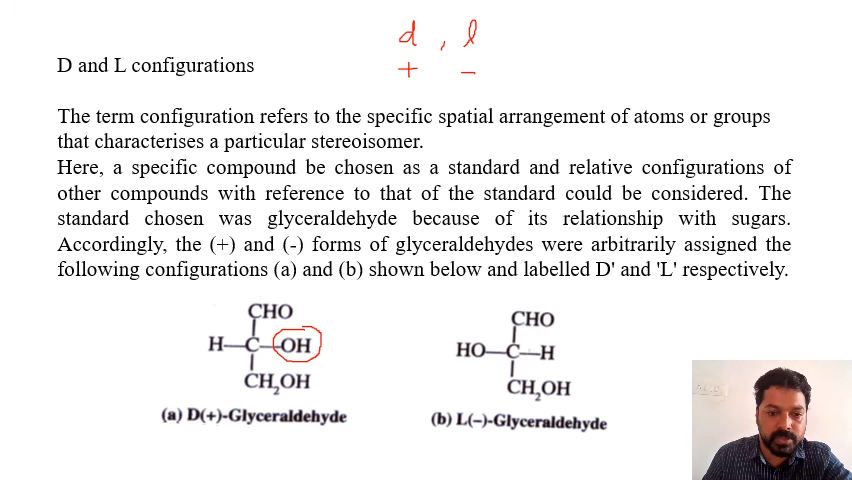 d , l
+ −
D and L configurations
The term configuration refers to the specific spatial arrangement of atoms or groups
that characterises a particular stereoisomer.
Here, a specific compound be chosen as a standard and relative configurations of
other compounds with reference to that of the standard could be considered. The
standard chosen was glyceraldehyde because of its relationship with sugars.
Accordingly, the (+) and (-) forms of glyceraldehydes were arbitrarily assigned the
following configurations (a) and (b) shown below and labelled D' and 'L' respectively.
CHO
H—C—OH
CH₂OH
(a) D(+)-Glyceraldehyde
CHO
HO—C—H
CH₂OH
(b) L(−)-Glyceraldehyde